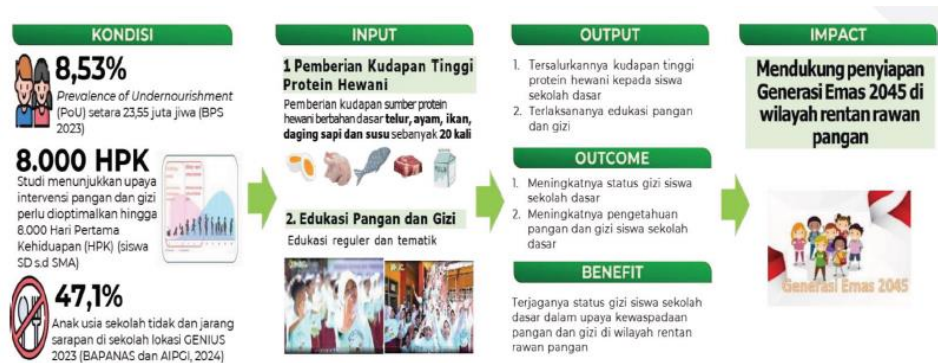 KONDISI
8,53%
Prevalence of Undernourishment
(PoU) setara 23,55 juta jiwa (BPS
2023)
8.000 HPK
Studi menunjukkan upaya
intervensi pangan dan gizi
perlu dioptimalkan hingga
8.000 Hari Pertama
Kehiduapan (HPK) (siswa
SD s.d SMA)
47,1%
Anak usia sekolah tidak dan jarang
sarapan di sekolah lokasi GENIUS
2023 (BAPANAS dan AIPGI, 2024)
INPUT
1 Pemberian Kudapan Tinggi
Protein Hewani
Pemberian kudapan sumber protein
hewani berbahan dasar telur, ayam, ikan,
daging sapi dan susu sebanyak 20 kali
2. Edukasi Pangan dan Gizi
Edukasi reguler dan tematik
OUTPUT
1. Tersalurkannya kudapan tinggi
protein hewani kepada siswa
sekolah dasar
2. Terlaksananya edukasi pangan
dan gizi
OUTCOME
1. Meningkatnya status gizi siswa
sekolah dasar
2. Meningkatnya pengetahuan
pangan dan gizi siswa sekolah
dasar
BENEFIT
Terjaganya status gizi siswa sekolah
dasar dalam upaya kewaspadaan
pangan dan gizi di wilayah rentan
rawan pangan
IMPACT
Mendukung penyiapan
Generasi Emas 2045 di
wilayah rentan rawan
pangan
Generasi Emas 2045